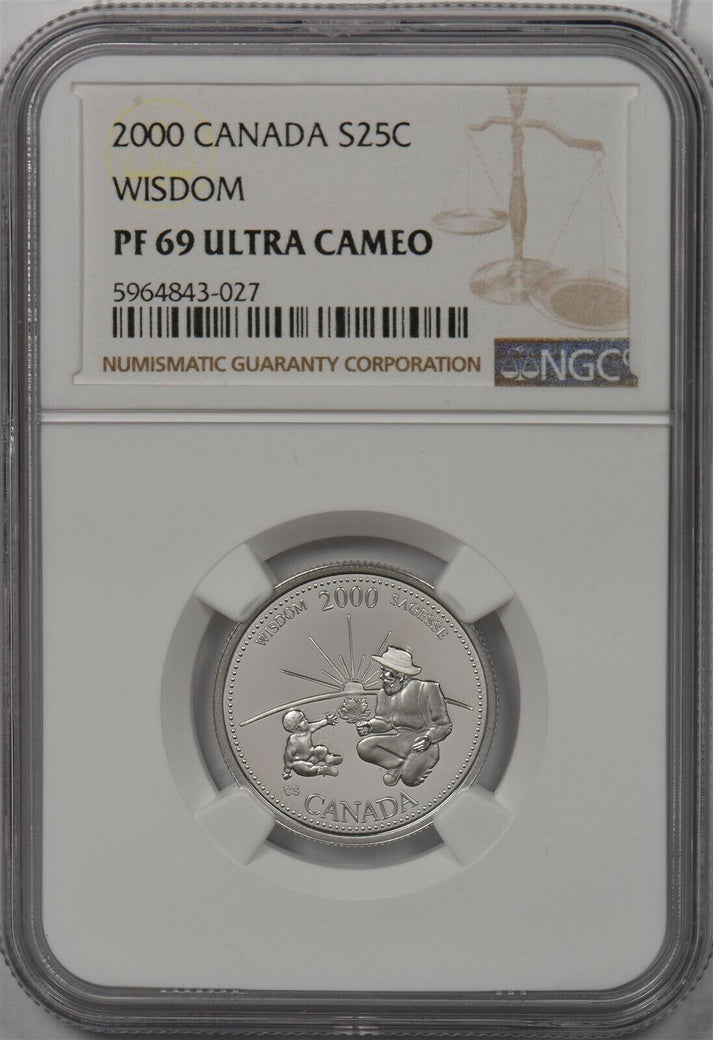 2000 CANADA S25C
WISDOM
PF 69 ULTRA CAMEO
5964843-027
NUMISMATIC GUARANTY CORPORATION
NGC
WISDOM 2000 SAGESSE
CS
CANADA